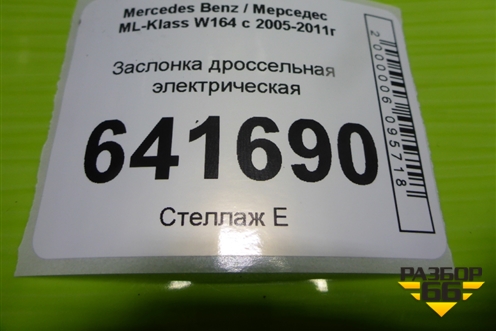 Mercedes Benz / Мерседес
ML-Klass W164 с 2005-2011г
Заслонка дроссельная
электрическая
641690
Стеллаж Е
2000006095718
РАЗБОР
66